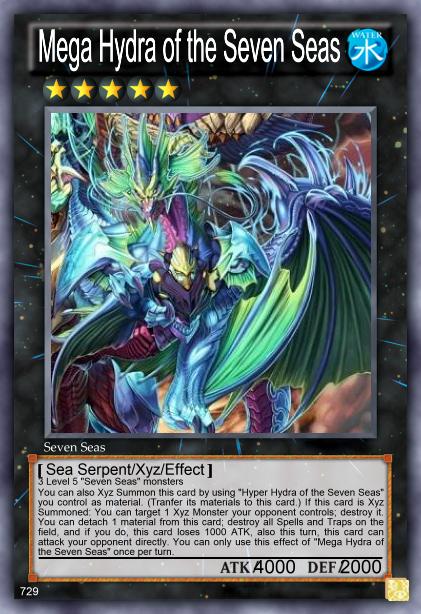 Mega Hydra of the Seven Seas
WATER
水
Seven Seas
[ Sea Serpent/Xyz/Effect ]
3 Level 5 "Seven Seas" monsters
You can also Xyz Summon this card by using "Hyper Hydra of the Seven Seas"
you control as material. (Tranfer its materials to this card.) If this card is Xyz
Summoned: You can target 1 Xyz Monster your opponent controls; destroy it.
You can detach 1 material from this card; destroy all Spells and Traps on the
field, and if you do, this card loses 1000 ATK, also this turn, this card can
attack your opponent directly. You can only use this effect of "Mega Hydra of
the Seven Seas" once per turn.
ATK/4000 DEF/2000
729